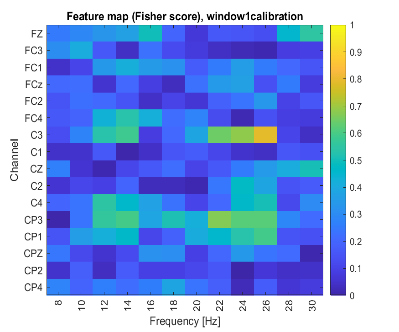 Feature map (Fisher score), window1calibration
FZ
FC3
FC1
FCz
FC2
FC4
C3
C1
CZ
C2
C4
CP3
CP1
CPZ
CP2
CP4
Channel
8 10 12 14 16 18 20 22 24 26 28 30
Frequency [Hz]
1
0.9
0.8
0.7
0.6
0.5
0.4
0.3
0.2
0.1
0